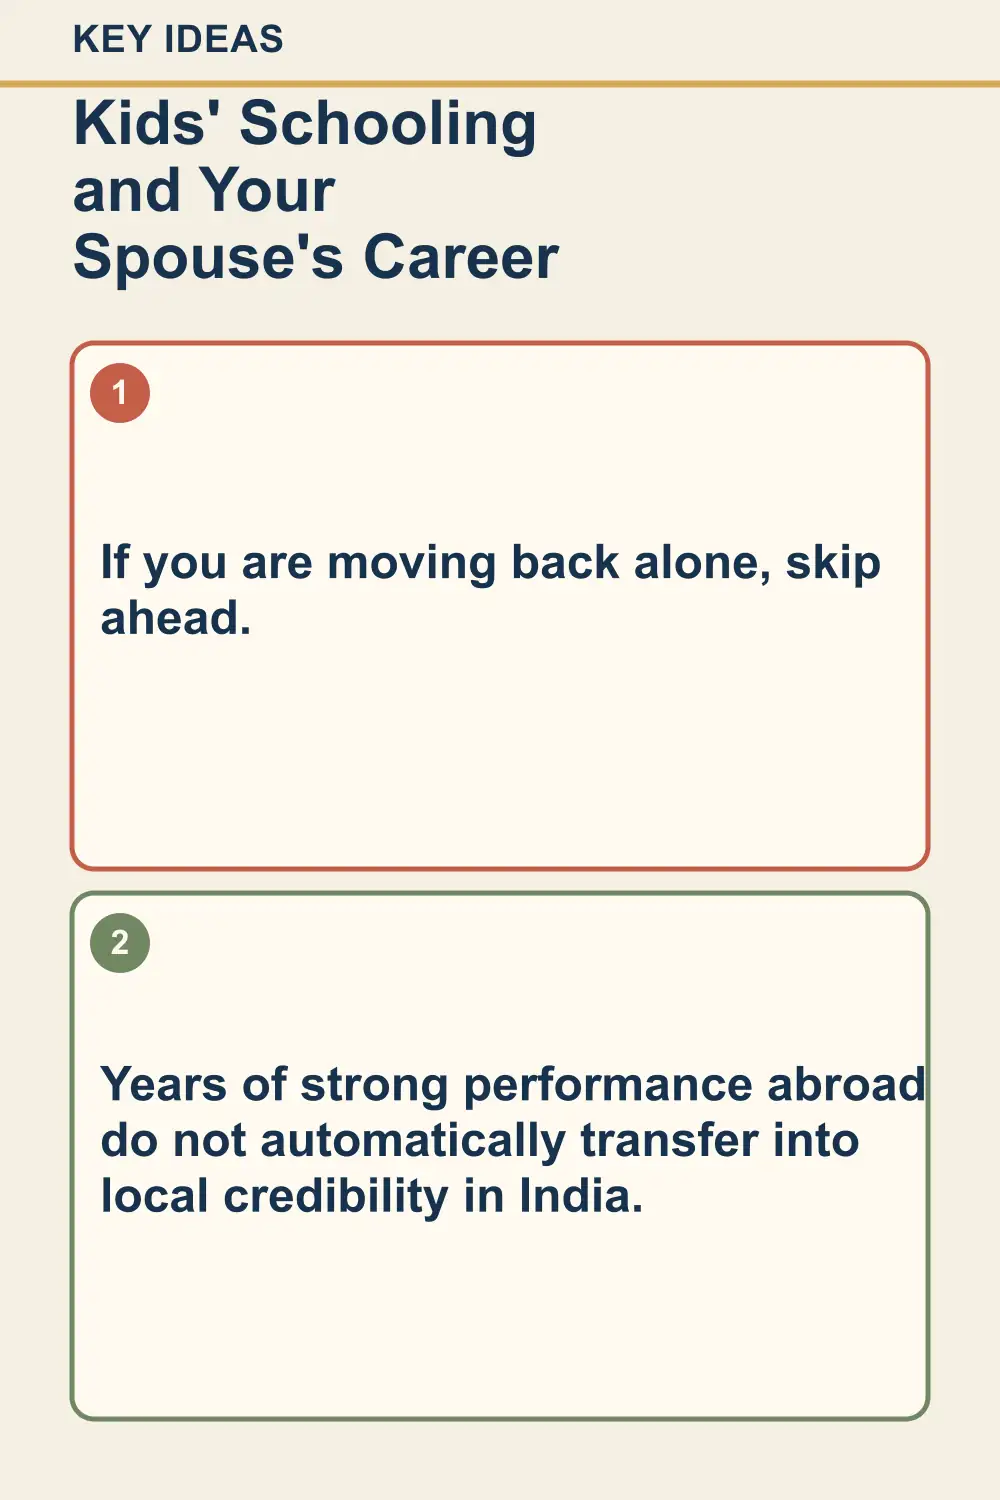 KEY IDEAS
Kids' Schooling
and Your
Spouse's Career
1
If you are moving back alone, skip
ahead.
2
Years of strong performance abroad
do not automatically transfer into
local credibility in India.